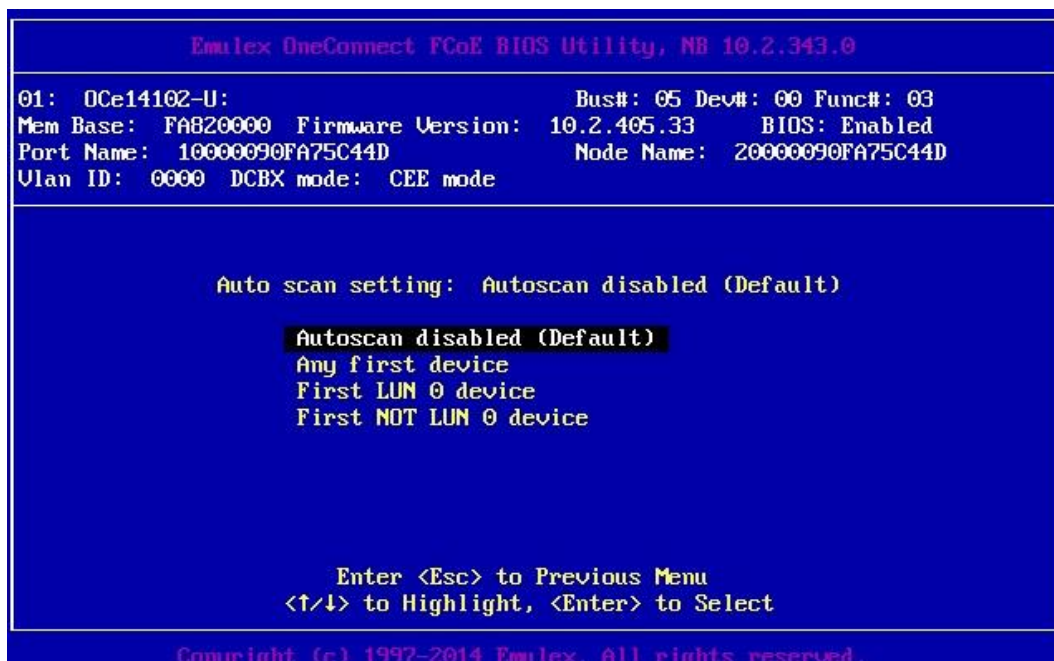 Emulex OneConnect FCoE BIOS Utility, NB 10.2.343.0
01: OCe14102-U: Bus#: 05 Dev#: 00 Func#: 03
Mem Base: FA820000 Firmware Version: 10.2.405.33 BIOS: Enabled
Port Name: 10000090FA75C44D Node Name: 20000090FA75C44D
Vlan ID: 0000 DCBX mode: CEE mode
Auto scan setting: Autoscan disabled (Default)
Autoscan disabled (Default)
Any first device
First LUN 0 device
First NOT LUN 0 device
Enter <Esc> to Previous Menu
<↑/↓> to Highlight, <Enter> to Select
Copyright (c) 1997-2014 Emulex. All rights reserved.